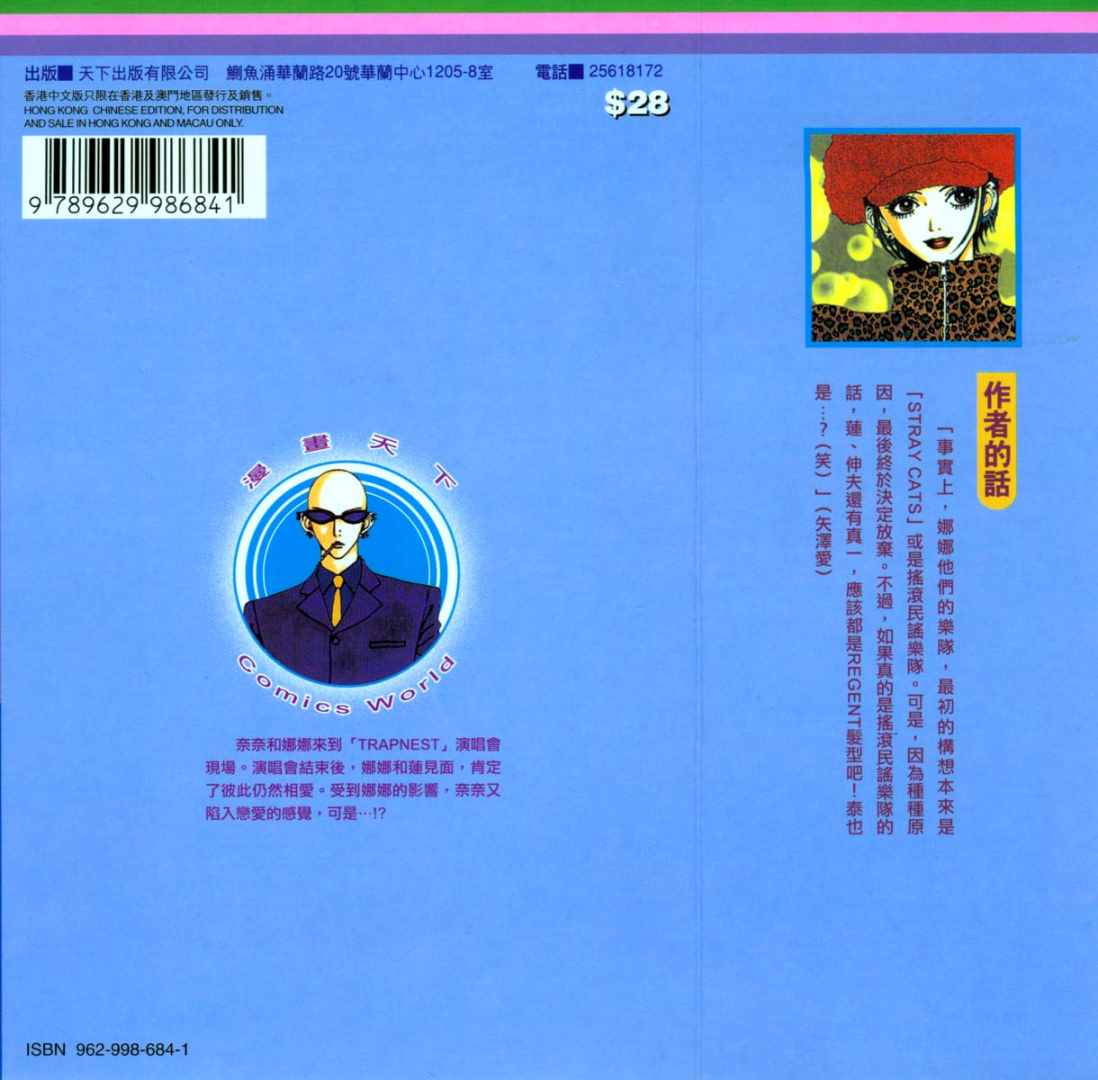 出版■ 天下出版有限公司　鰂魚涌華蘭路20號華蘭中心1205-8室　電話■ 25618172
香港中文版只限在香港及澳門地區發行及銷售。
HONG KONG CHINESE EDITION, FOR DISTRIBUTION
AND SALE IN HONG KONG AND MACAU ONLY.
$28
9 789629 986841
作者的話
「事實上，娜娜他們的樂隊，最初的構想本來是
「STRAY CATS」或是搖滾民謠樂隊。可是，因為種種原
因，最後終於決定放棄。不過，如果真的是搖滾民謠樂隊的
話，蓮、伸夫還有真一，應該都是REGENT髮型吧！泰也
是…？（笑）」（矢澤愛）
漫畫天下
Comics World
奈奈和娜娜來到「TRAPNEST」演唱會
現場。演唱會結束後，娜娜和蓮見面，肯定
了彼此仍然相愛。受到娜娜的影響，奈奈又
陷入戀愛的感覺，可是…!?
ISBN 962-998-684-1